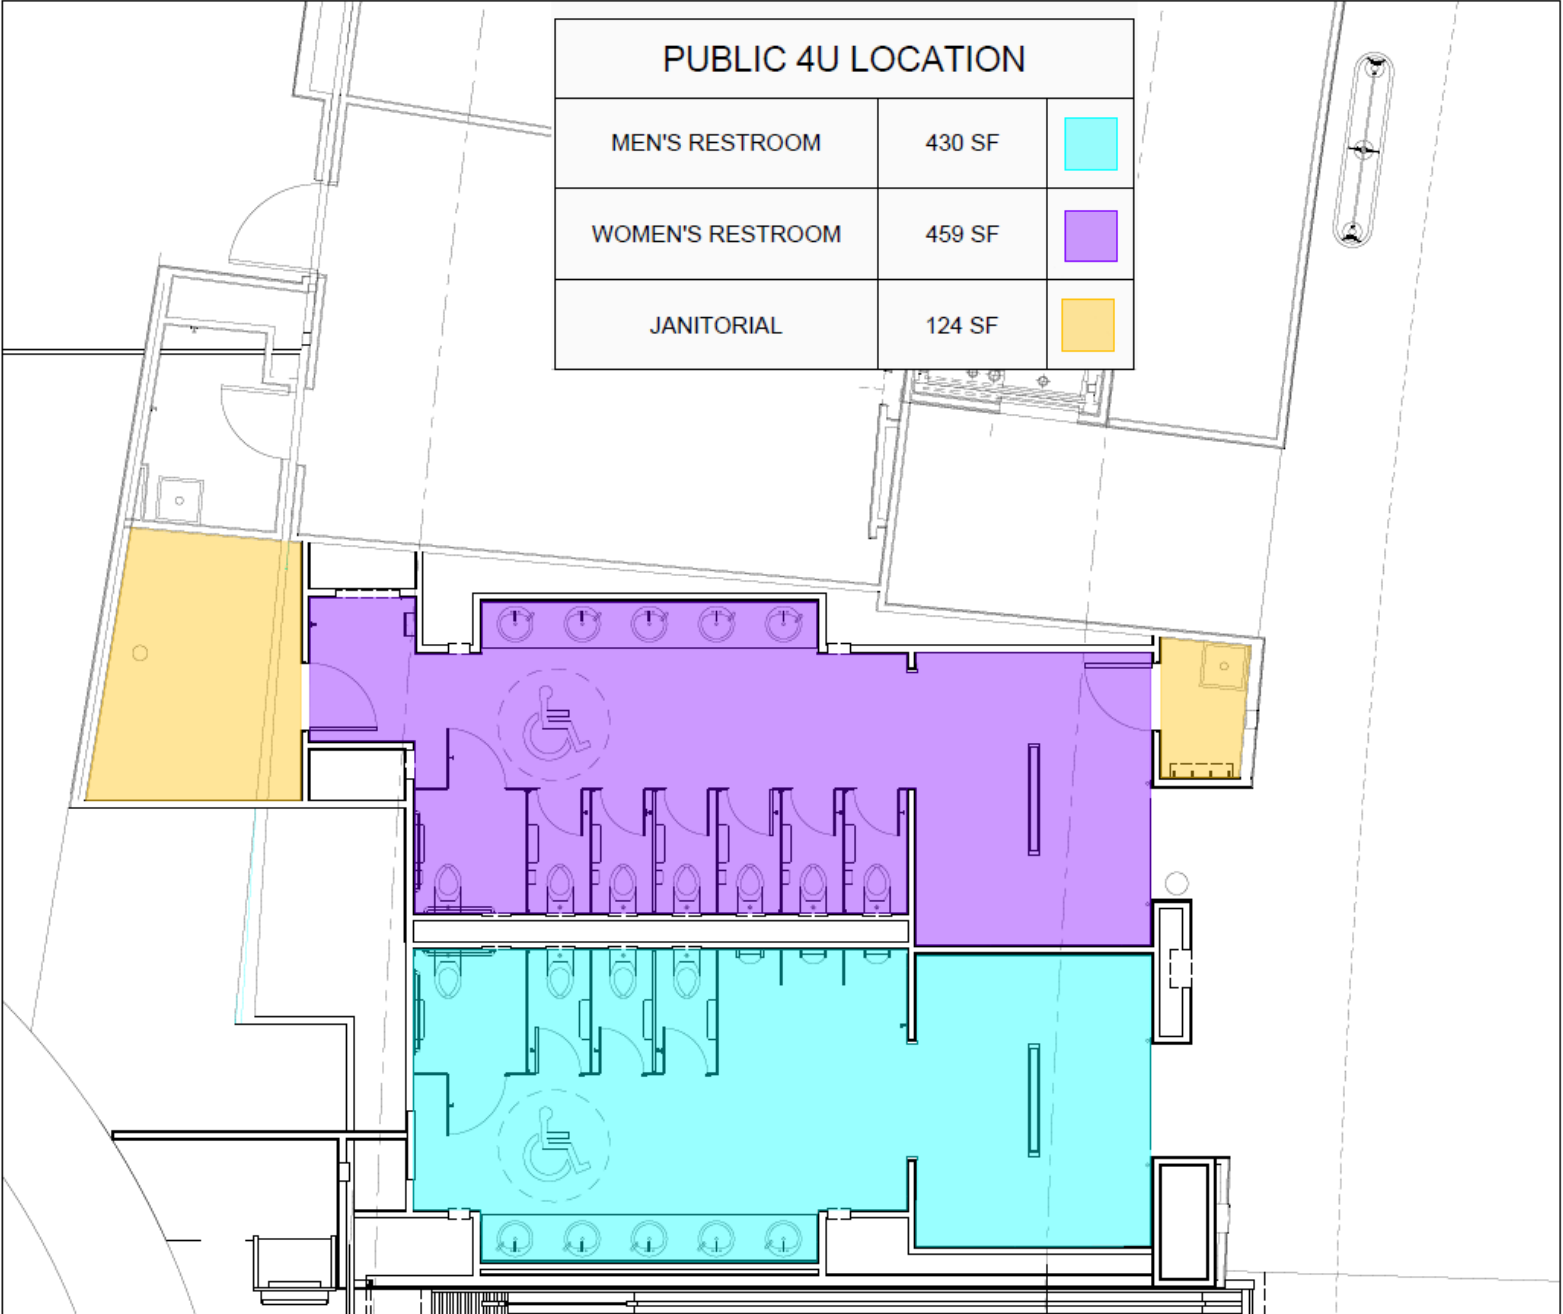 PUBLIC 4U LOCATION
MEN'S RESTROOM 430 SF
WOMEN'S RESTROOM 459 SF
JANITORIAL 124 SF